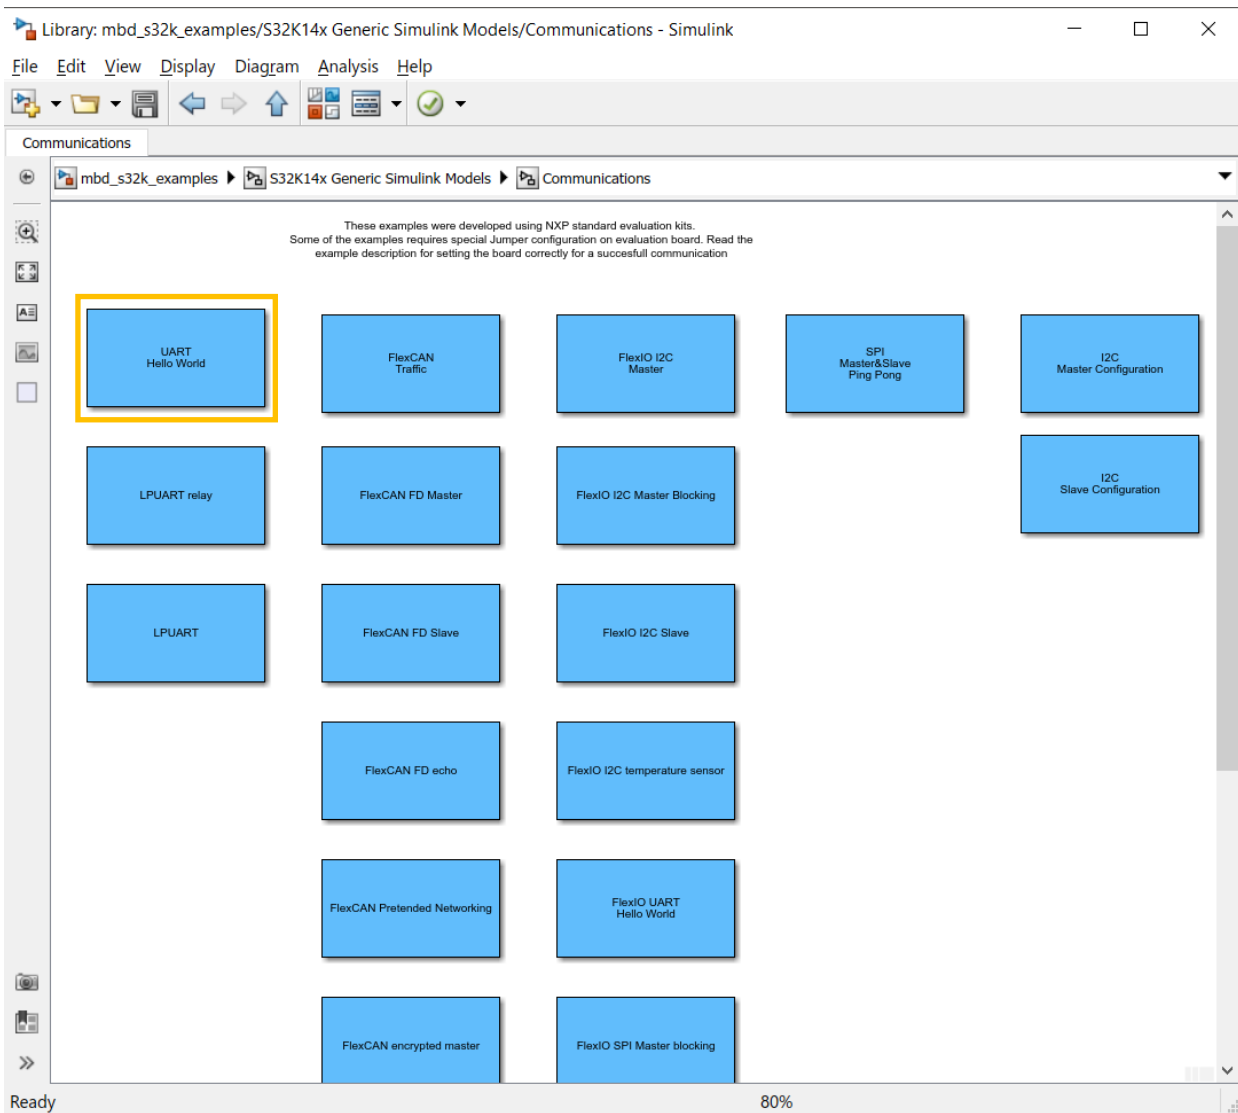 Library: mbd_s32k_examples/S32K14x Generic Simulink Models/Communications - Simulink
File Edit View Display Diagram Analysis Help
Communications
mbd_s32k_examples S32K14x Generic Simulink Models Communications
These examples were developed using NXP standard evaluation kits.
Some of the examples requires special Jumper configuration on evaluation board. Read the
example description for setting the board correctly for a succesfull communication
UART
Hello World
FlexCAN
Traffic
FlexIO I2C
Master
SPI
Master&Slave
Ping Pong
I2C
Master Configuration
LPUART relay
FlexCAN FD Master
FlexIO I2C Master Blocking
I2C
Slave Configuration
LPUART
FlexCAN FD Slave
FlexIO I2C Slave
FlexCAN FD echo
FlexIO I2C temperature sensor
FlexCAN Pretended Networking
FlexIO UART
Hello World
FlexCAN encrypted master
FlexIO SPI Master blocking
Ready
80%